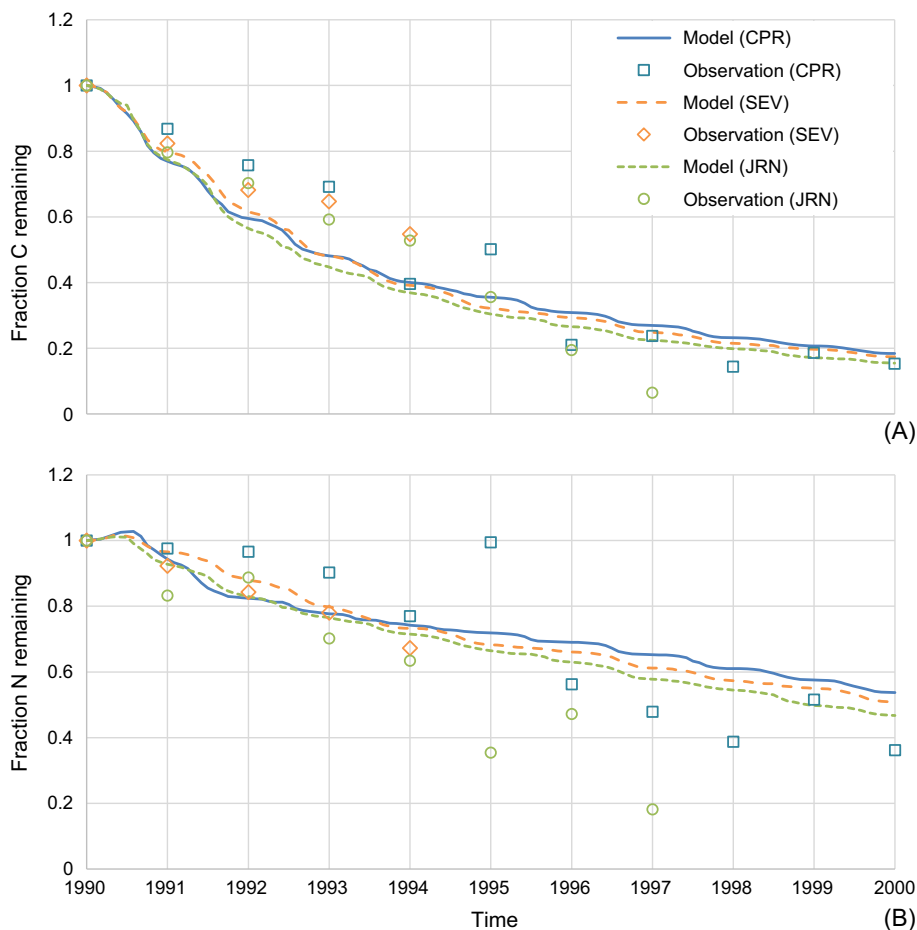 1.2
1
0.8
0.6
0.4
0.2
0
Fraction C remaining
Model (CPR)
Observation (CPR)
Model (SEV)
Observation (SEV)
Model (JRN)
Observation (JRN)
(A)
1.2
1
0.8
0.6
0.4
0.2
0
Fraction N remaining
1990 1991 1992 1993 1994 1995 1996 1997 1998 1999 2000
Time
(B)